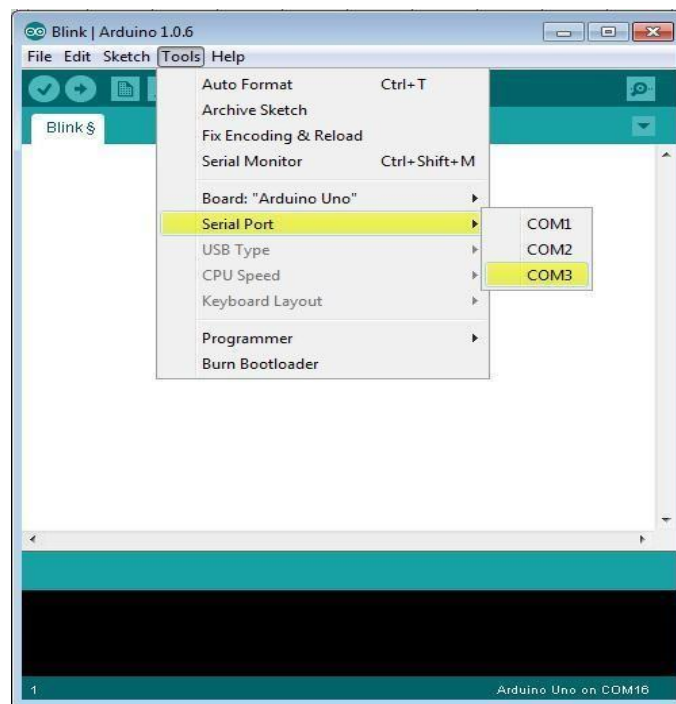 Blink | Arduino 1.0.6
File Edit Sketch Tools Help
Auto Format Ctrl+T
Archive Sketch
Blink §
Fix Encoding & Reload
Serial Monitor Ctrl+Shift+M
Board: "Arduino Uno"
Serial Port
COM1
USB Type
COM2
CPU Speed
COM3
Keyboard Layout
Programmer
Burn Bootloader
1 Arduino Uno on COM16